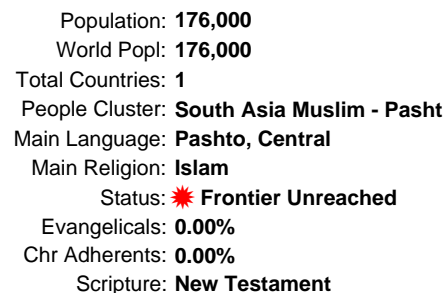 Population: 176,000
World Popl: 176,000
Total Countries: 1
People Cluster: South Asia Muslim - Pasht
Main Language: Pashto, Central
Main Religion: Islam
Status: Frontier Unreached
Evangelicals: 0.00%
Chr Adherents: 0.00%
Scripture: New Testament